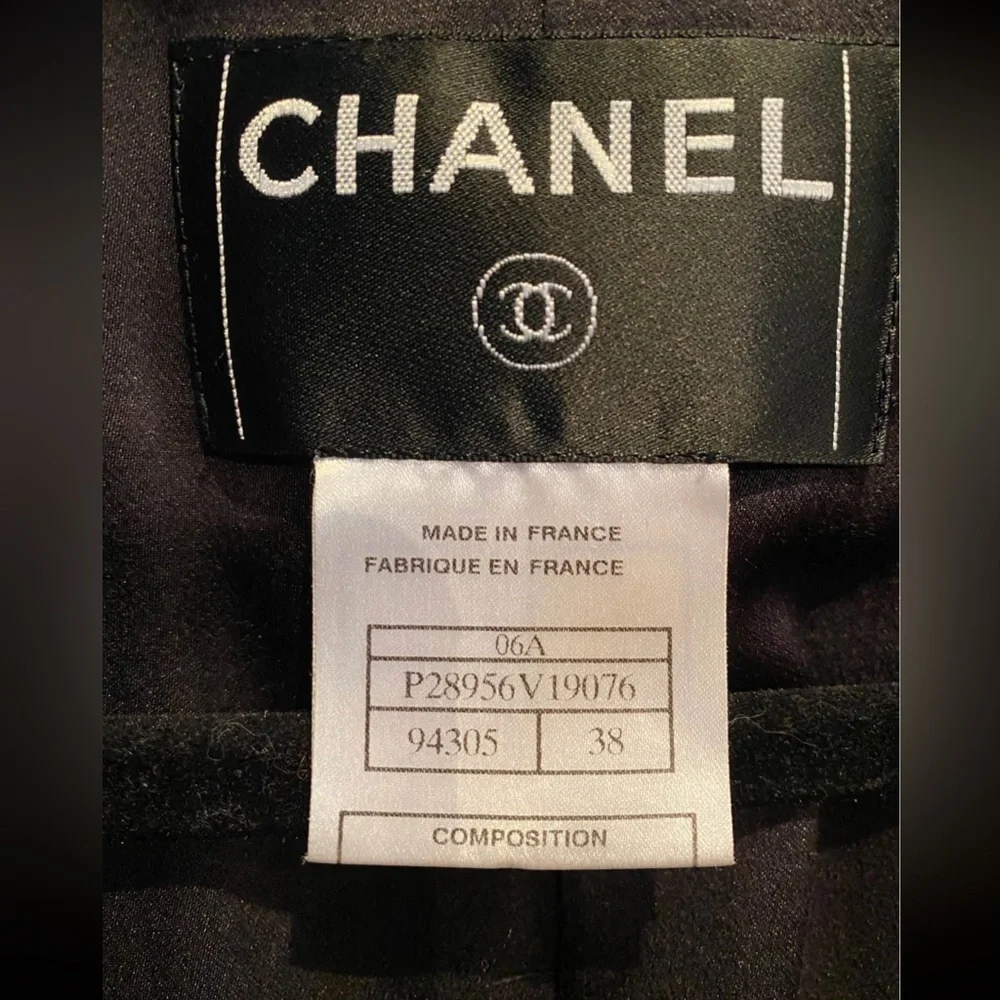 CHANEL
MADE IN FRANCE
FABRIQUE EN FRANCE
06A
P28956V19076
94305 38
COMPOSITION